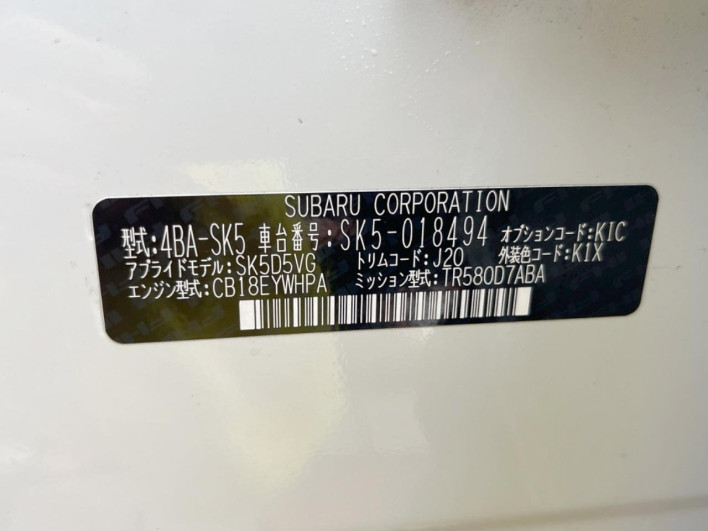 SUBARU CORPORATION
型式:4BA-SK5 車台番号:SK5-018494 オプションコード:KIC
アプライドモデル:SK5D5VG トリムコード:J20 外装色コード:K1X
エンジン型式:CB18EYWHPA ミッション型式:TR580D7ABA